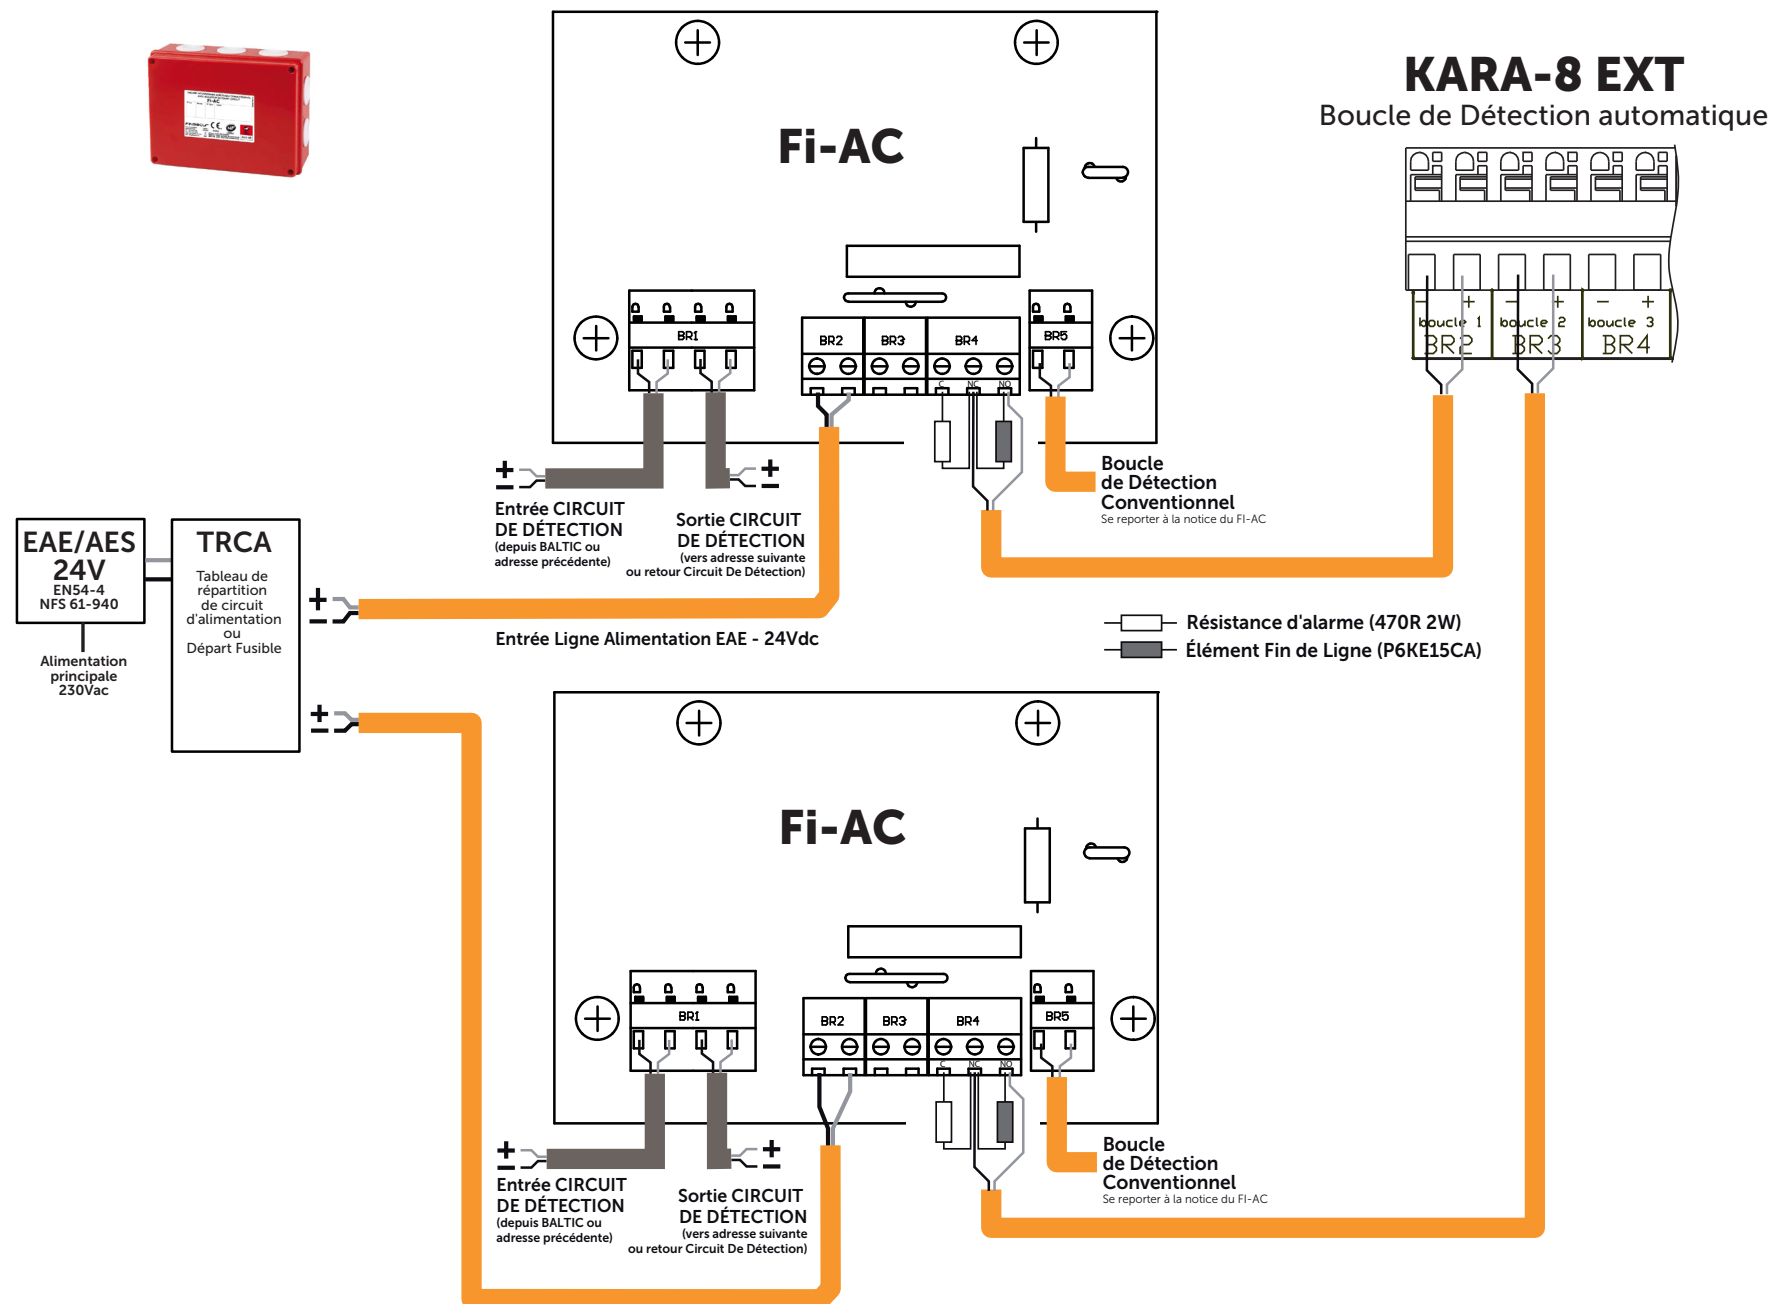 Fi-AC
KARA-8 EXT
Boucle de Détection automatique
Fi-AC
BR1
BR2
BR3
BR4
BR5
C
NC
NO
- +
- +
- +
boucle 1
boucle 2
boucle 3
BR2
BR3
BR4
±
±
Entrée CIRCUIT
DE DÉTECTION
(depuis BALTIC ou
adresse précédente)
Sortie CIRCUIT
DE DÉTECTION
(vers adresse suivante
ou retour Circuit De Détection)
Boucle
de Détection
Conventionnel
Se reporter à la notice du FI-AC
EAE/AES
24V
EN54-4
NFS 61-940
Alimentation
principale
230Vac
TRCA
Tableau de
répartition
de circuit
d'alimentation
ou
Départ Fusible
±
Entrée Ligne Alimentation EAE - 24Vdc
Résistance d'alarme (470R 2W)
Élément Fin de Ligne (P6KE15CA)
±
Fi-AC
BR1
BR2
BR3
BR4
BR5
C
NC
NO
±
±
Entrée CIRCUIT
DE DÉTECTION
(depuis BALTIC ou
adresse précédente)
Sortie CIRCUIT
DE DÉTECTION
(vers adresse suivante
ou retour Circuit De Détection)
Boucle
de Détection
Conventionnel
Se reporter à la notice du FI-AC